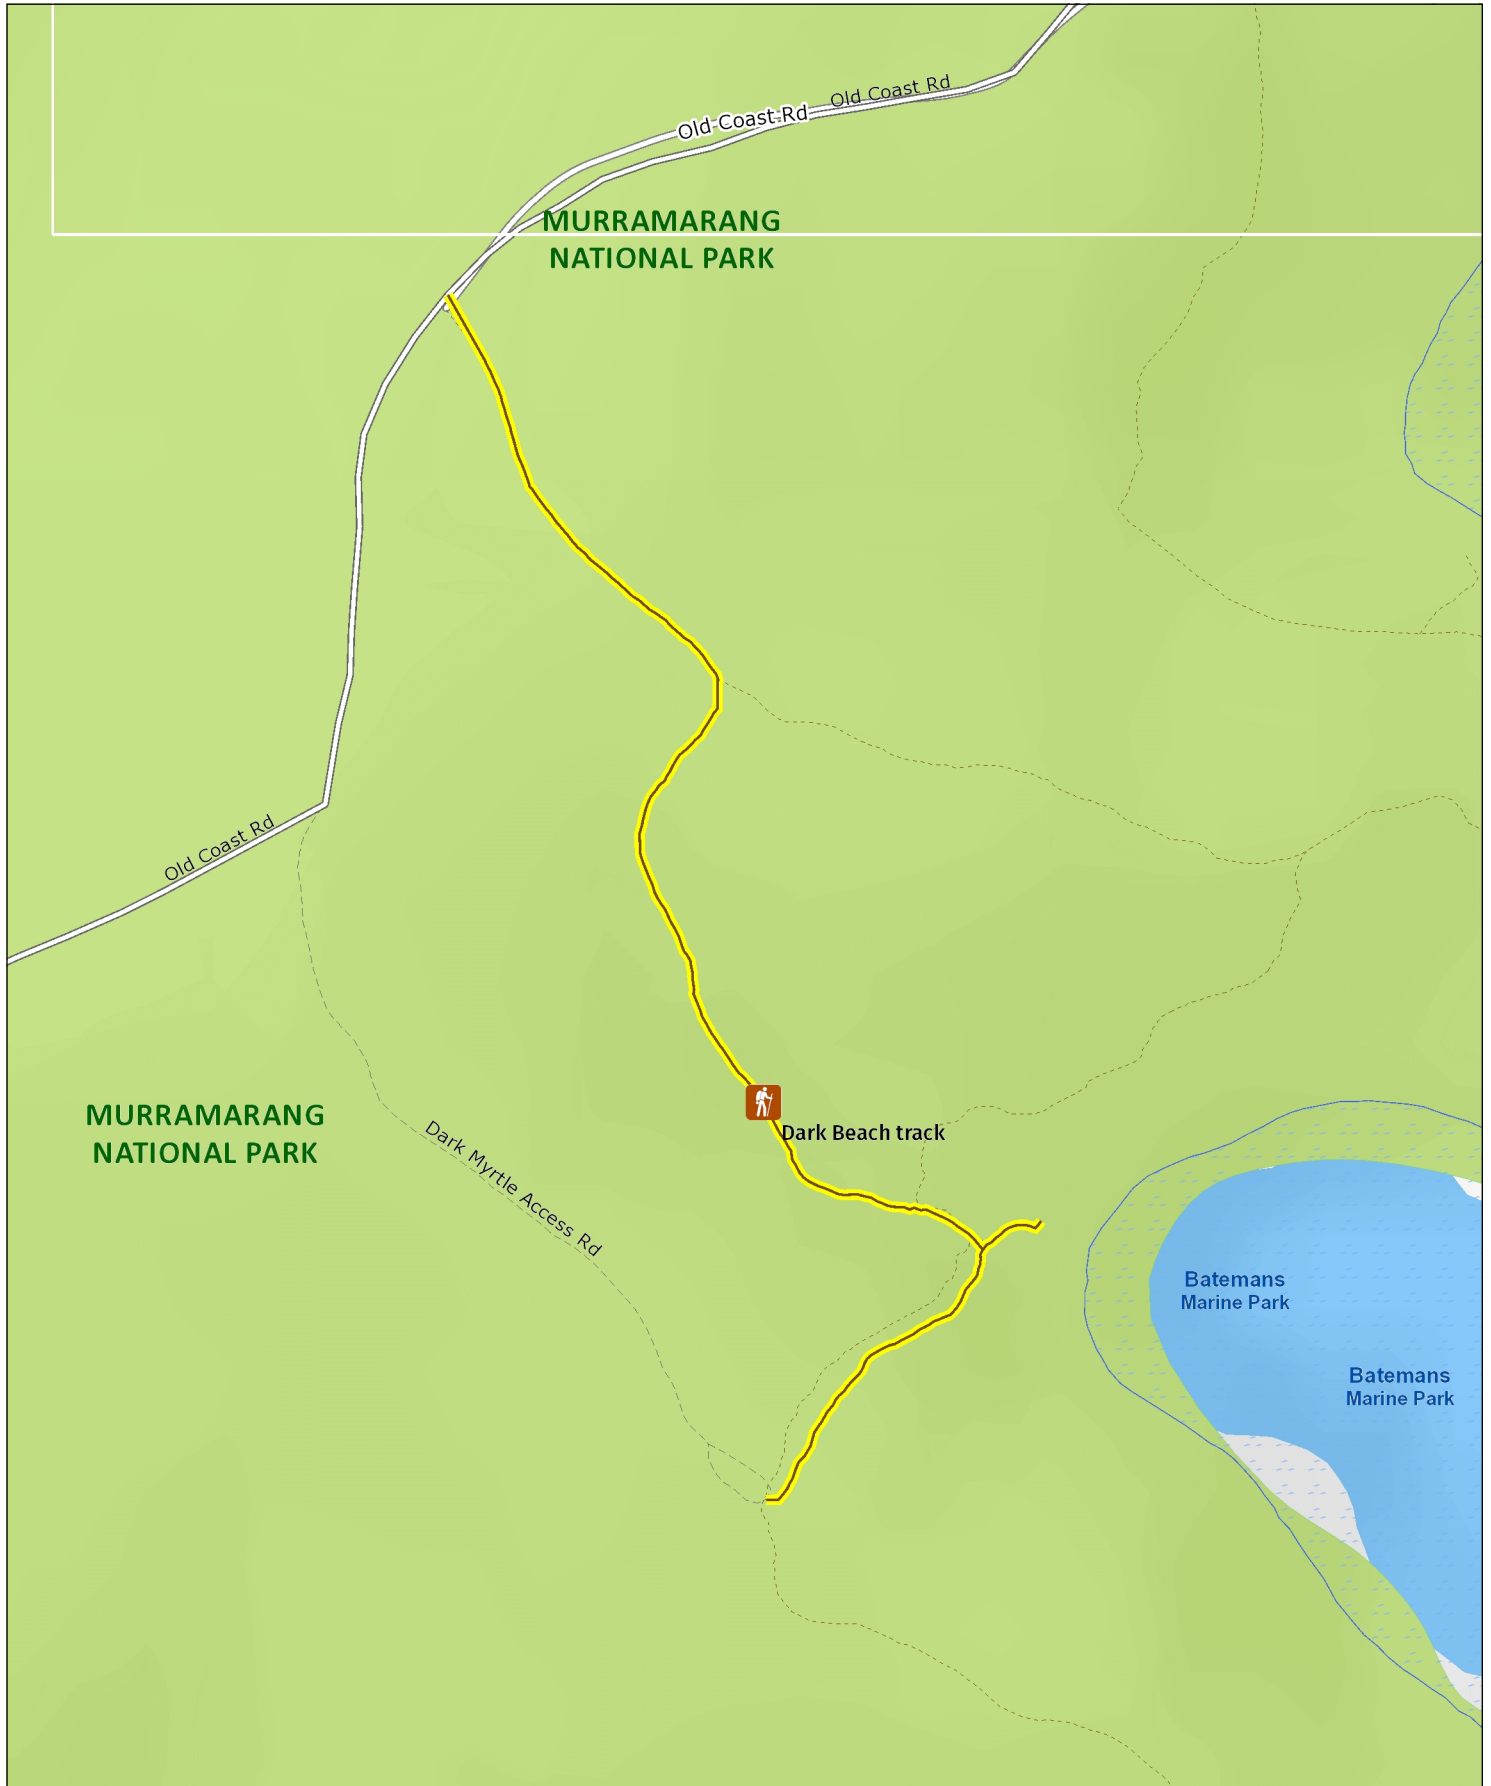 Old Coast Rd
Old Coast Rd
MURRAMARANG
NATIONAL PARK
Old Coast Rd
MURRAMARANG
NATIONAL PARK
Dark Myrtle Access Rd
Dark Beach track
Batemans
Marine Park
Batemans
Marine Park